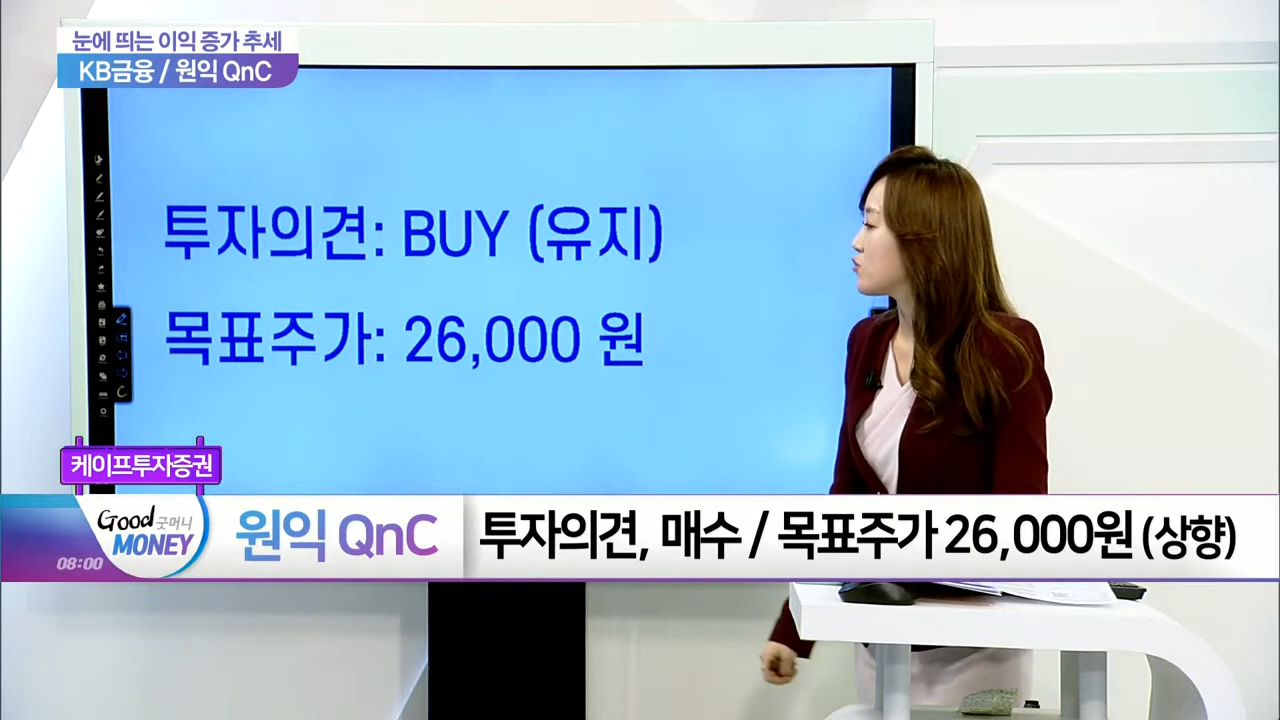 눈에 띄는 이익 증가 추세
KB금융 / 원익 QnC
투자의견: BUY (유지)
목표주가: 26,000 원
케이프투자증권
Good 굿머니
MONEY
08:00
원익 QnC
투자의견, 매수 / 목표주가 26,000원 (상향)